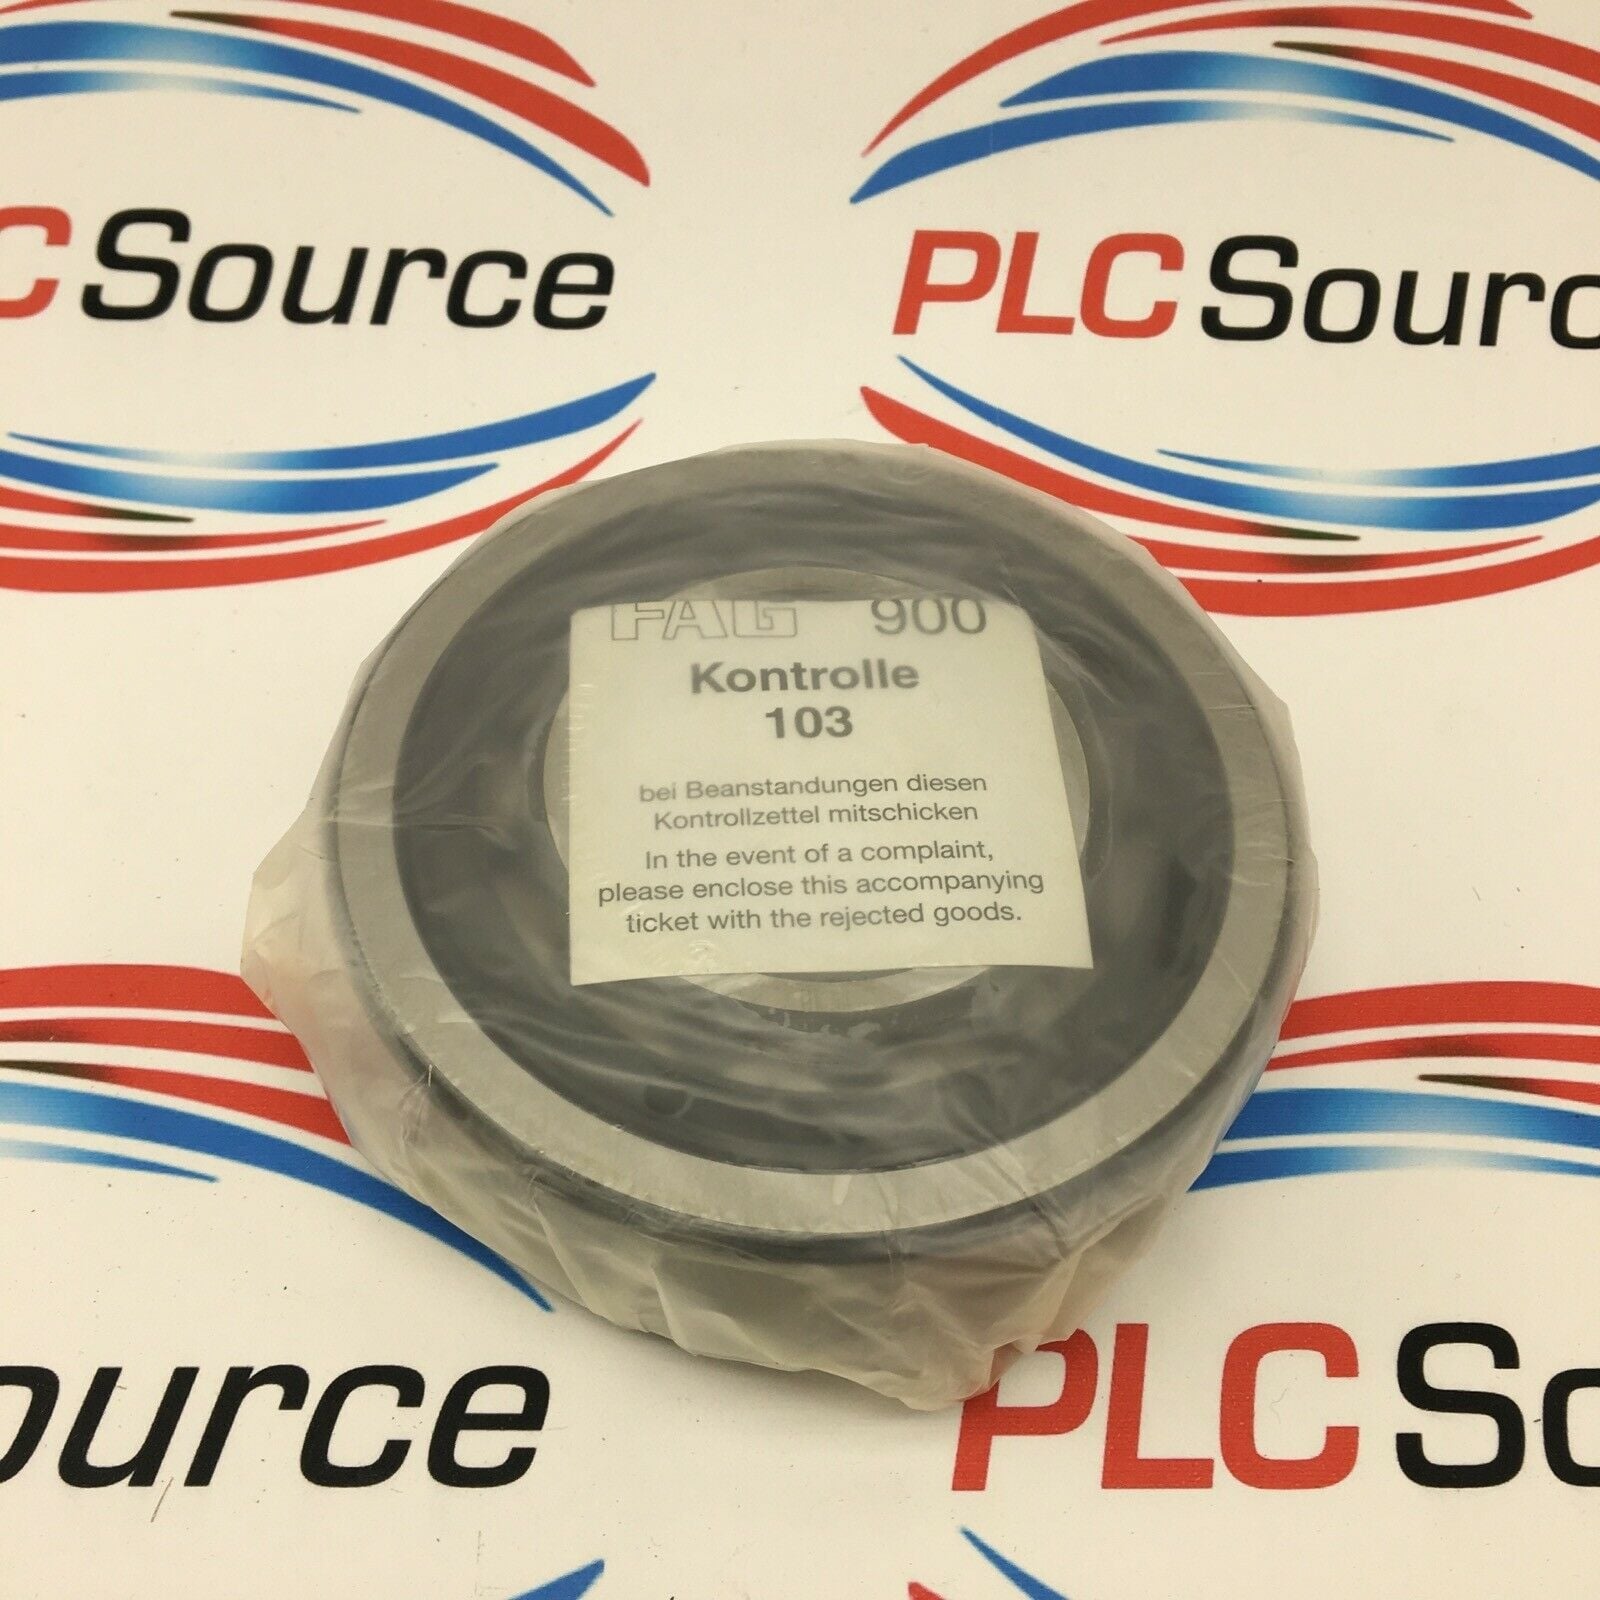 C Source
PLC Sourc
FAG 900
Kontrolle
103
bei Beanstandungen diesen
Kontrollzettel mitschicken
In the event of a complaint,
please enclose this accompanying
ticket with the rejected goods.
ource
PLC So